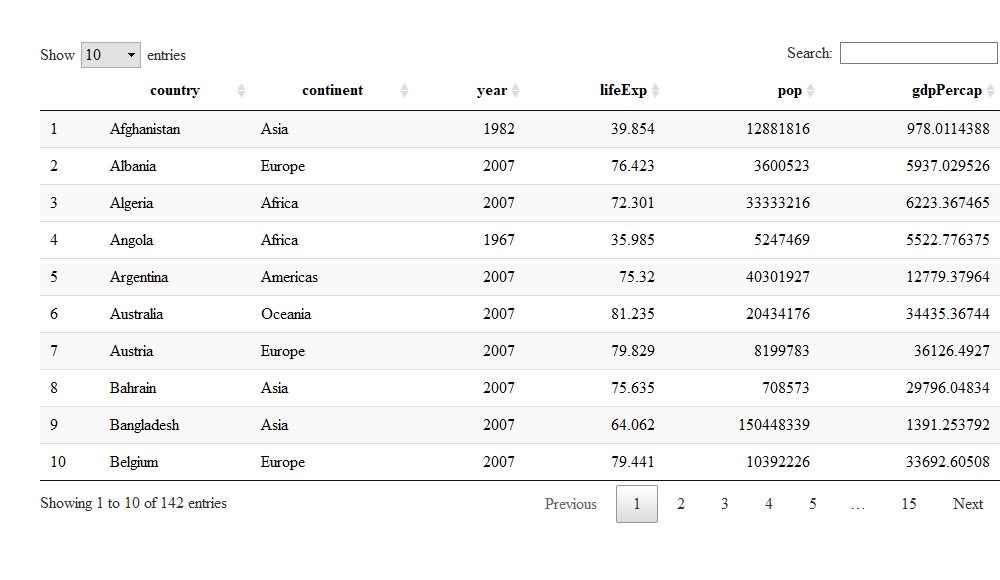 Show 10 entries Search:
country continent year lifeExp pop gdpPercap
1 Afghanistan Asia 1982 39.854 12881816 978.0114388
2 Albania Europe 2007 76.423 3600523 5937.029526
3 Algeria Africa 2007 72.301 33333216 6223.367465
4 Angola Africa 1967 35.985 5247469 5522.776375
5 Argentina Americas 2007 75.32 40301927 12779.37964
6 Australia Oceania 2007 81.235 20434176 34435.36744
7 Austria Europe 2007 79.829 8199783 36126.4927
8 Bahrain Asia 2007 75.635 708573 29796.04834
9 Bangladesh Asia 2007 64.062 150448339 1391.253792
10 Belgium Europe 2007 79.441 10392226 33692.60508
Showing 1 to 10 of 142 entries Previous 1 2 3 4 5 … 15 Next